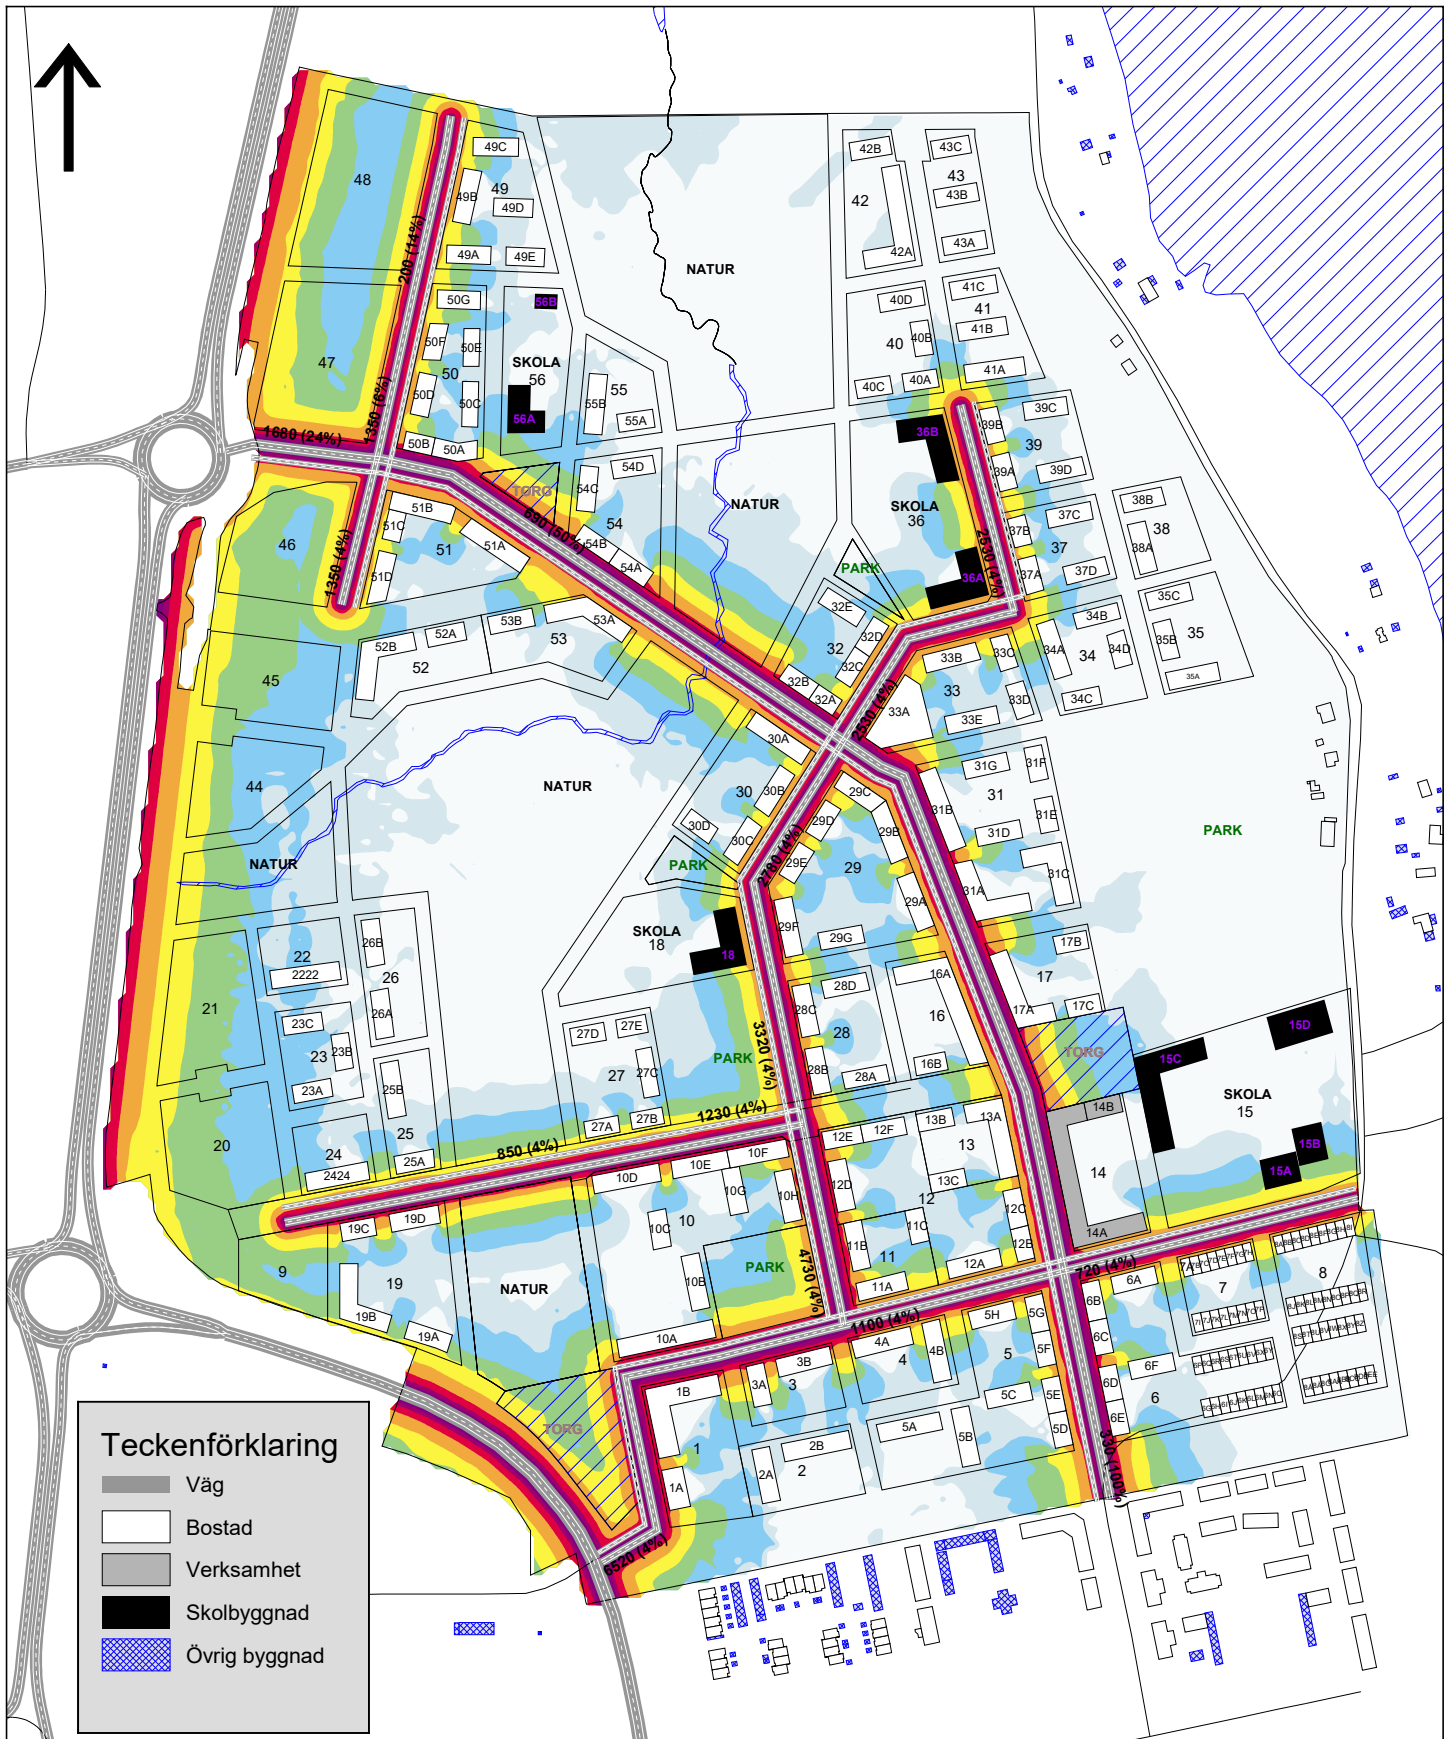 48
49C
49
49B
49D
49A
49E
200 (14%)
50G
56B
50F
50E
50
50D
50C
47
1350 (6%)
1680 (24%)
50B
50A
SKOLA
56
56A
55
55B
55A
NATUR
42B
42
42A
43C
43
43B
43A
41C
41
41B
41A
40D
40
40B
40C
40A
36B
39C
39B
39
39A
39D
46
51C
51B
51
51A
51D
1350 (4%)
TORG
690 (50%)
54C
54D
54
54B
54A
NATUR
SKOLA
36
PARK
36A
2530 (4%)
37C
37B
37
37A
37D
38B
38
38A
35C
35
35B
35A
34B
34A
34
34D
34C
45
52B
52A
52
53B
53A
53
32E
32
32D
32C
32B
32A
33B
33C
33
33A
33D
33E
2530 (4%)
44
NATUR
NATUR
30A
30
30B
30D
30C
PARK
2780 (4%)
29C
29D
29B
29E
29
29A
29F
29G
31G
31F
31B
31
31D
31E
31A
31C
PARK
22
2222
26B
26
26A
21
23C
23
23B
23A
SKOLA
18
18
17B
17
17A
17C
TORG
16A
16
16B
28D
28C
28
28B
28A
3320 (4%)
PARK
27D
27E
27
27C
27A
27B
1230 (4%)
850 (4%)
15D
15C
SKOLA
15
15B
15A
14B
14
14A
20
24
2424
25B
25
25A
12E
12F
12D
12
12C
12B
12A
13B
13A
13
13C
10D
10E
10F
10G
10H
10C
10
10B
10A
PARK
4730 (4%)
11B
11C
11
11A
9
19C
19D
19
19B
19A
NATUR
720 (4%)
1100 (4%)
7
8
6A
6B
6C
6F
6D
6
6E
5H
5G
5F
5
5C
5E
5D
5A
5B
4A
4B
4
3B
3A
3
1B
1
1A
2B
2A
2
TORG
6520 (4%)
330 (100%)
Teckenförklaring
Väg
Bostad
Verksamhet
Skolbyggnad
Övrig byggnad